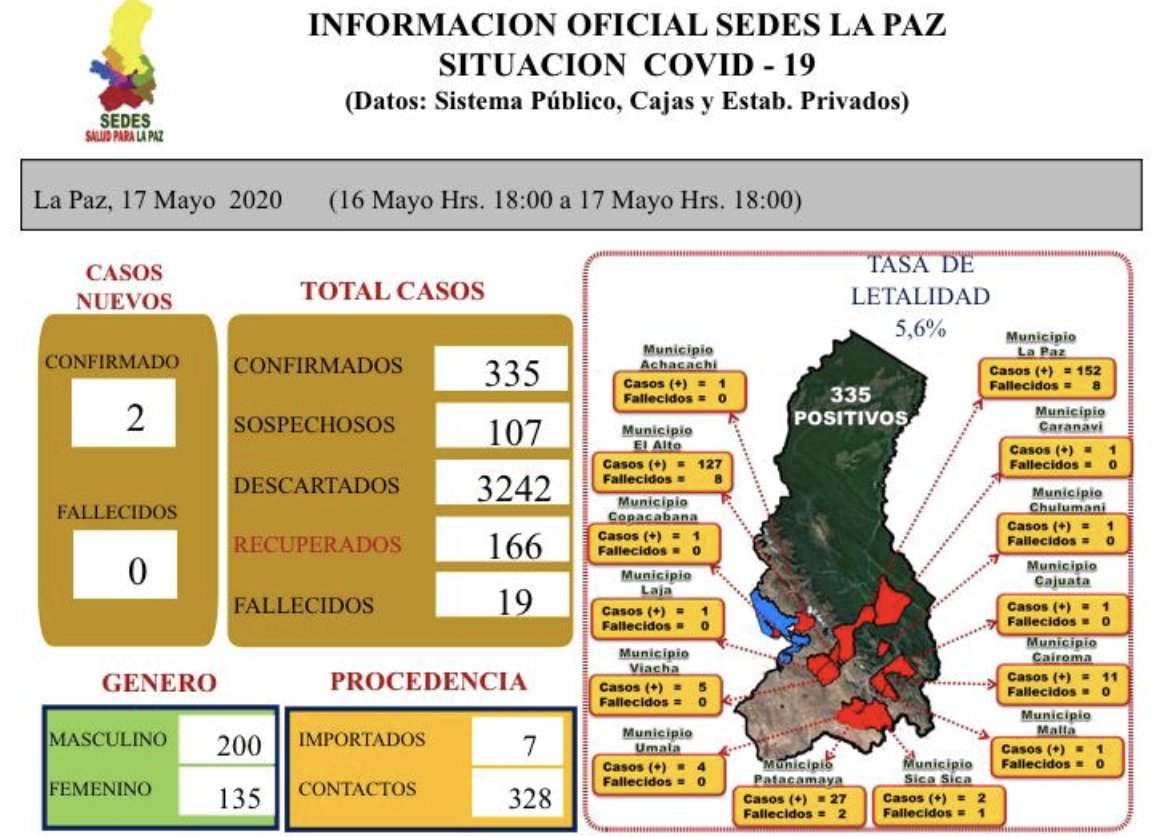 INFORMACION OFICIAL SEDES LA PAZ
SITUACION COVID - 19
(Datos: Sistema Público, Cajas y Estab. Privados)
SEDES
SALUD PARA LA PAZ
La Paz, 17 Mayo 2020 (16 Mayo Hrs. 18:00 a 17 Mayo Hrs. 18:00)
CASOS
NUEVOS
CONFIRMADO
2
FALLECIDOS
0
TOTAL CASOS
CONFIRMADOS 335
SOSPECHOSOS 107
DESCARTADOS 3242
RECUPERADOS 166
FALLECIDOS 19
GENERO
MASCULINO 200
FEMENINO 135
PROCEDENCIA
IMPORTADOS 7
CONTACTOS 328
TASA DE
LETALIDAD
5,6%
335
POSITIVOS
Municipio
Achacachi
Casos (+) = 1
Fallecidos = 0
Municipio
El Alto
Casos (+) = 127
Fallecidos = 8
Municipio
Copacabana
Casos (+) = 1
Fallecidos = 0
Municipio
Laja
Casos (+) = 1
Fallecidos = 0
Municipio
Viacha
Casos (+) = 5
Fallecidos = 0
Municipio
Umala
Casos (+) = 4
Fallecidos = 0
Municipio
Patacamaya
Casos (+) = 27
Fallecidos = 2
Municipio
Sica Sica
Casos (+) = 2
Fallecidos = 1
Municipio
La Paz
Casos (+) = 152
Fallecidos = 8
Municipio
Caranavi
Casos (+) = 1
Fallecidos = 0
Municipio
Chulumani
Casos (+) = 1
Fallecidos = 0
Municipio
Cajuata
Casos (+) = 1
Fallecidos = 0
Municipio
Cairoma
Casos (+) = 11
Fallecidos = 0
Municipio
Malla
Casos (+) = 1
Fallecidos = 0